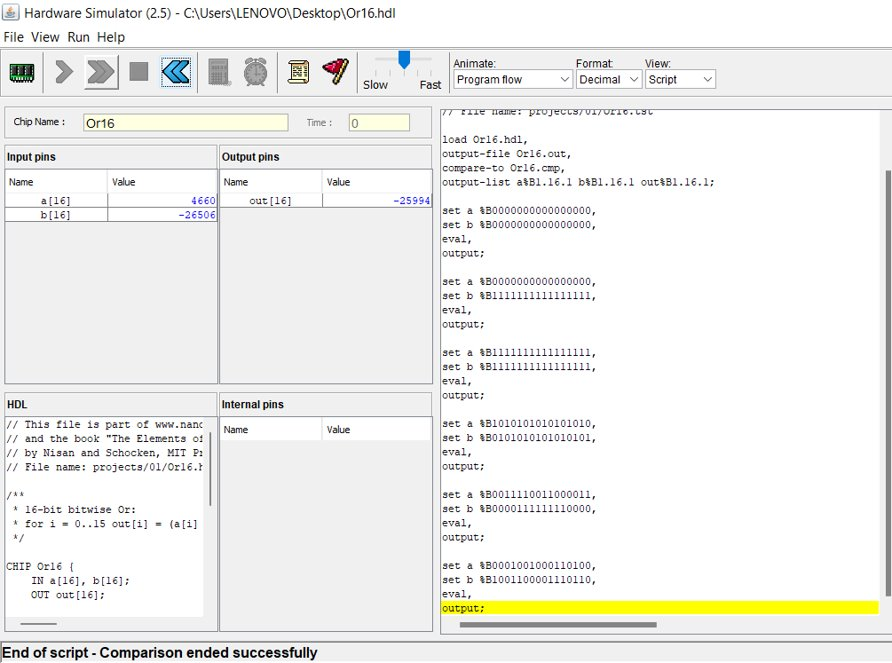 Hardware Simulator (2.5) - C:\Users\LENOVO\Desktop\Or16.hdl
File View Run Help
Animate: Format: View:
Slow Fast Program flow Decimal Script
Chip Name : Or16 Time : 0
Input pins
Name Value
a[16] 4660
b[16] -26506
Output pins
Name Value
out[16] -25994
HDL
// This file is part of www.nand
// and the book "The Elements of
// by Nisan and Schocken, MIT Pr
// File name: projects/01/Or16.h
/**
* 16-bit bitwise Or:
* for i = 0..15 out[i] = (a[i]
*/
CHIP Or16 {
IN a[16], b[16];
OUT out[16];
Internal pins
Name Value
// File name: projects/01/Or16.tst
load Or16.hdl,
output-file Or16.out,
compare-to Or16.cmp,
output-list a%B1.16.1 b%B1.16.1 out%B1.16.1;
set a %B0000000000000000,
set b %B0000000000000000,
eval,
output;
set a %B0000000000000000,
set b %B1111111111111111,
eval,
output;
set a %B1111111111111111,
set b %B1111111111111111,
eval,
output;
set a %B1010101010101010,
set b %B0101010101010101,
eval,
output;
set a %B0011110011000011,
set b %B0000111111110000,
eval,
output;
set a %B0001001000110100,
set b %B1001100001110110,
eval,
output;
End of script - Comparison ended successfully